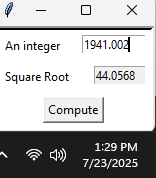 An integer 1941.002
Square Root 44.0568
Compute
1:29 PM
7/23/2025